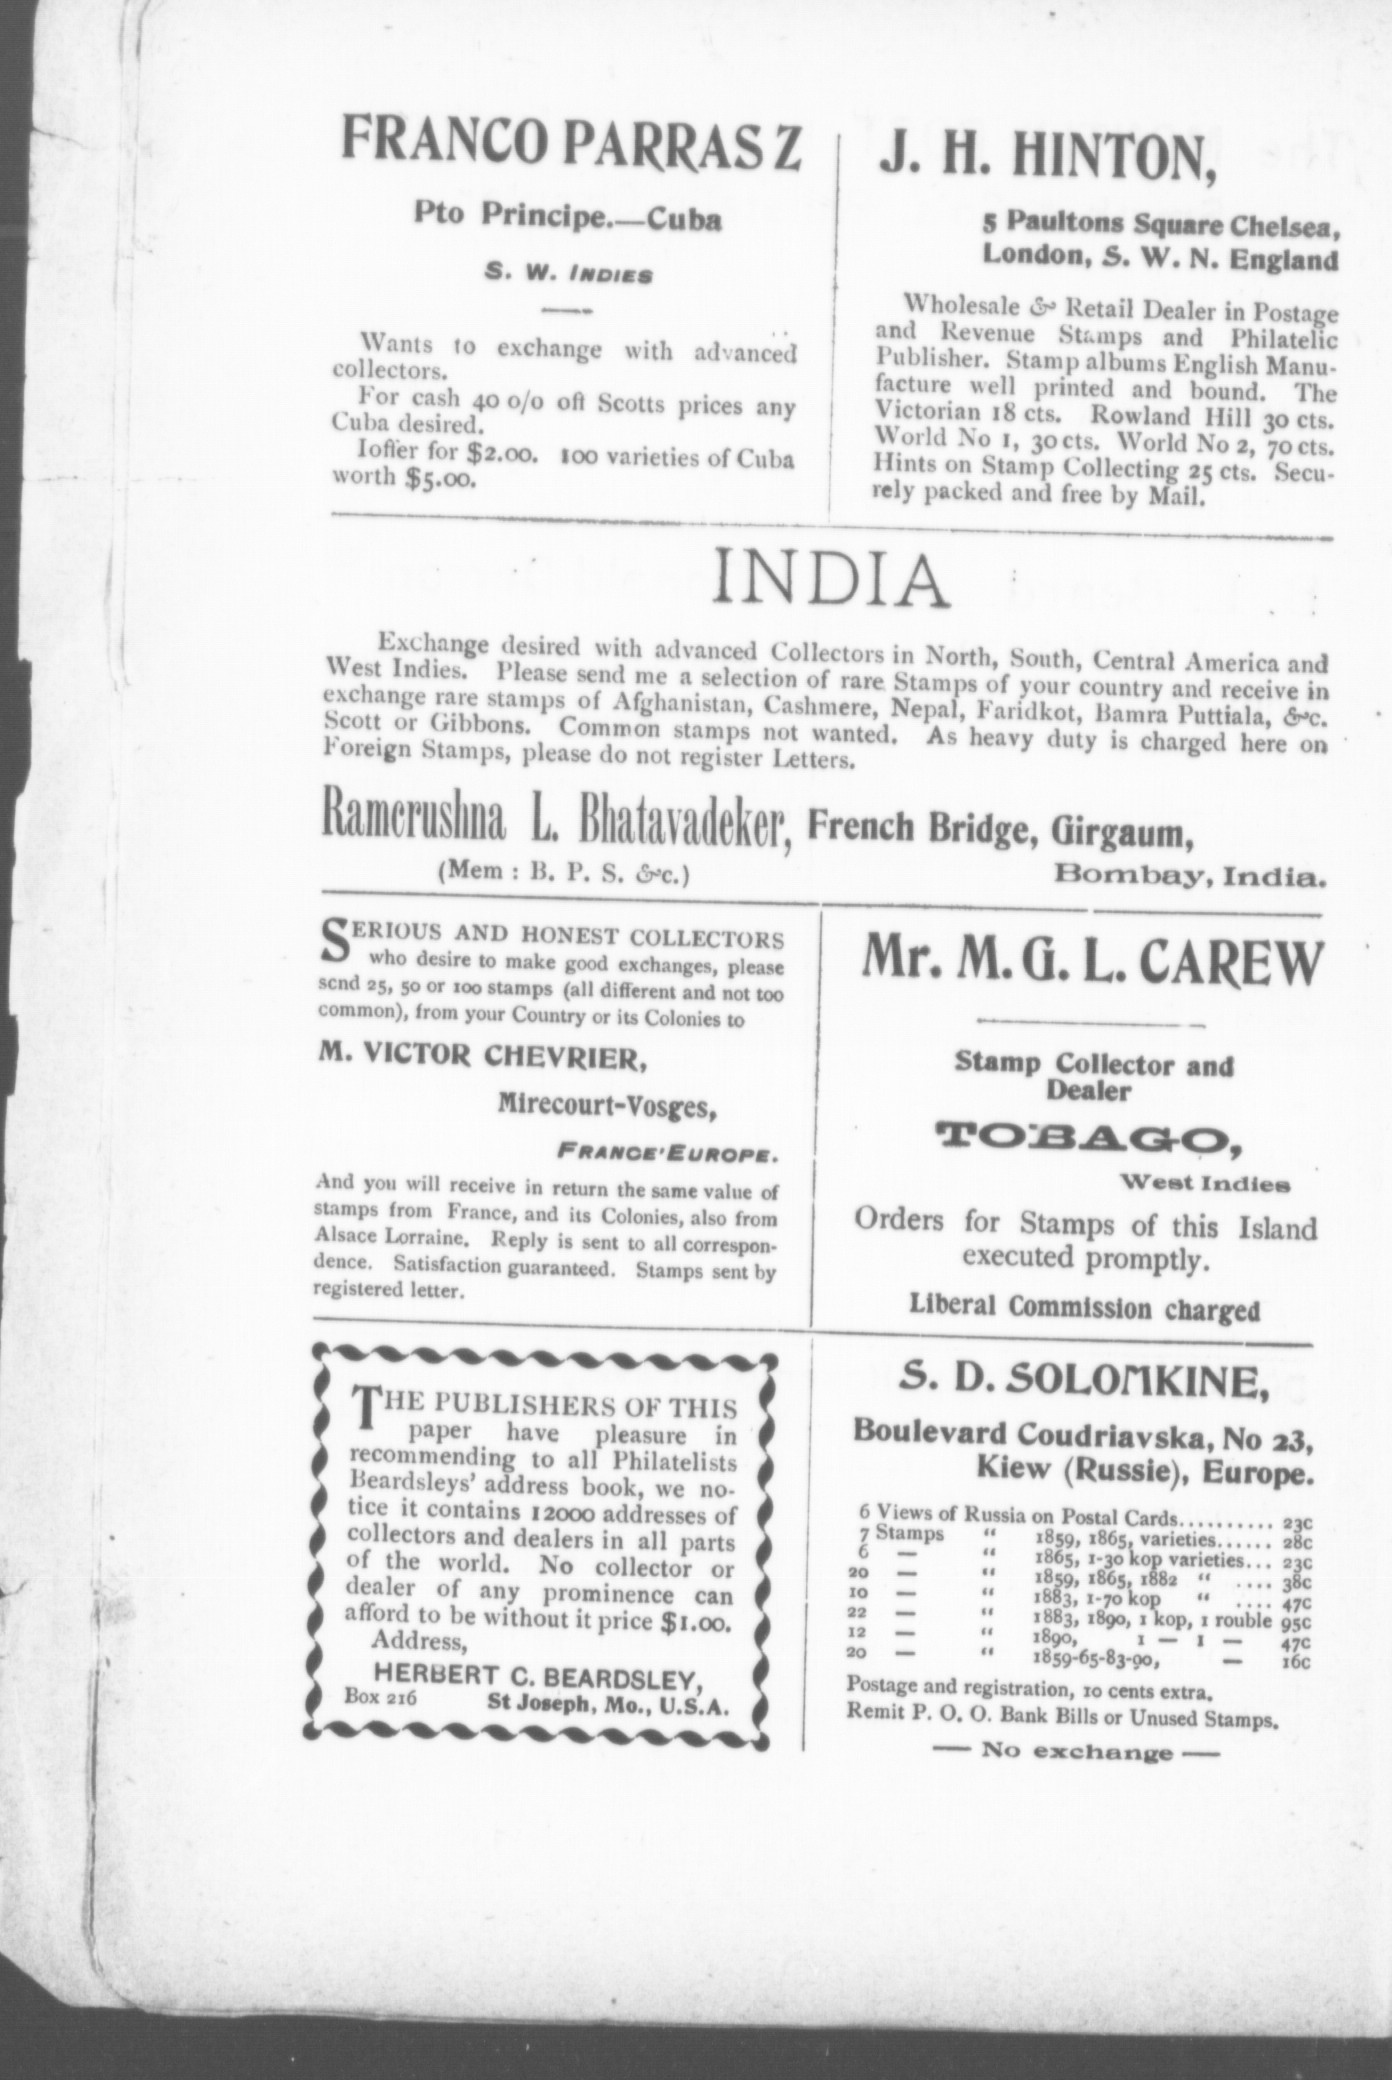 FRANCO PARRAS Z
Pto Principe.—Cuba
S. W. INDIES
Wants to exchange with advanced
collectors.
For cash 40 o/o oft Scotts prices any
Cuba desired.
Ioffer for $2.00. 100 varieties of Cuba
worth $5.00.
J. H. HINTON,
5 Paultons Square Chelsea,
London, S. W. N. England
Wholesale & Retail Dealer in Postage
and Revenue Stamps and Philatelic
Publisher. Stamp albums English Manu-
facture well printed and bound. The
Victorian 18 cts. Rowland Hill 30 cts.
World No 1, 30 cts. World No 2, 70 cts.
Hints on Stamp Collecting 25 cts. Secu-
rely packed and free by Mail.
INDIA
Exchange desired with advanced Collectors in North, South, Central America and
West Indies. Please send me a selection of rare Stamps of your country and receive in
exchange rare stamps of Afghanistan, Cashmere, Nepal, Faridkot, Bamra Puttiala, &c.
Scott or Gibbons. Common stamps not wanted. As heavy duty is charged here on
Foreign Stamps, please do not register Letters.
Ramcrushna L. Bhatavadeker, French Bridge, Girgaum,
(Mem : B. P. S. &c.) Bombay, India.
SERIOUS AND HONEST COLLECTORS
who desire to make good exchanges, please
send 25, 50 or 100 stamps (all different and not too
common), from your Country or its Colonies to
M. VICTOR CHEVRIER,
Mirecourt-Vosges,
FRANCE'EUROPE.
And you will receive in return the same value of
stamps from France, and its Colonies, also from
Alsace Lorraine. Reply is sent to all correspon-
dence. Satisfaction guaranteed. Stamps sent by
registered letter.
Mr. M. G. L. CAREW
Stamp Collector and
Dealer
TOBAGO,
West Indies
Orders for Stamps of this Island
executed promptly.
Liberal Commission charged
THE PUBLISHERS OF THIS
paper have pleasure in
recommending to all Philatelists
Beardsleys' address book, we no-
tice it contains 12000 addresses of
collectors and dealers in all parts
of the world. No collector or
dealer of any prominence can
afford to be without it price $1.00.
Address,
HERBERT C. BEARDSLEY,
Box 216 St Joseph, Mo., U.S.A.
S. D. SOLOMKINE,
Boulevard Coudriavska, No 23,
Kiew (Russie), Europe.
6 Views of Russia on Postal Cards.......... 23c
7 Stamps “ 1859, 1865, varieties...... 28c
6 — “ 1865, 1-30 kop varieties... 23c
20 — “ 1859, 1865, 1882 “ .... 38c
10 — “ 1883, 1-70 kop “ .... 47c
22 — “ 1883, 1890, 1 kop, 1 rouble 95c
12 — “ 1890, 1 — 1 — 47c
20 — “ 1859-65-83-90, — 16c
Postage and registration, 10 cents extra.
Remit P. O. O. Bank Bills or Unused Stamps.
— No exchange —